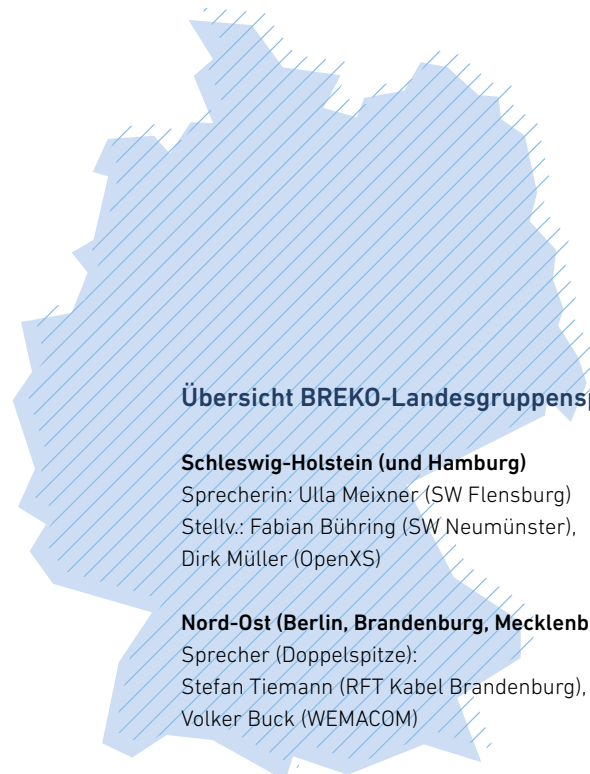 Übersicht BREKO-Landesgruppensp
Schleswig-Holstein (und Hamburg)
Sprecherin: Ulla Meixner (SW Flensburg)
Stellv.: Fabian Bühring (SW Neumünster),
Dirk Müller (OpenXS)
Nord-Ost (Berlin, Brandenburg, Mecklenb
Sprecher (Doppelspitze):
Stefan Tiemann (RFT Kabel Brandenburg),
Volker Buck (WEMACOM)